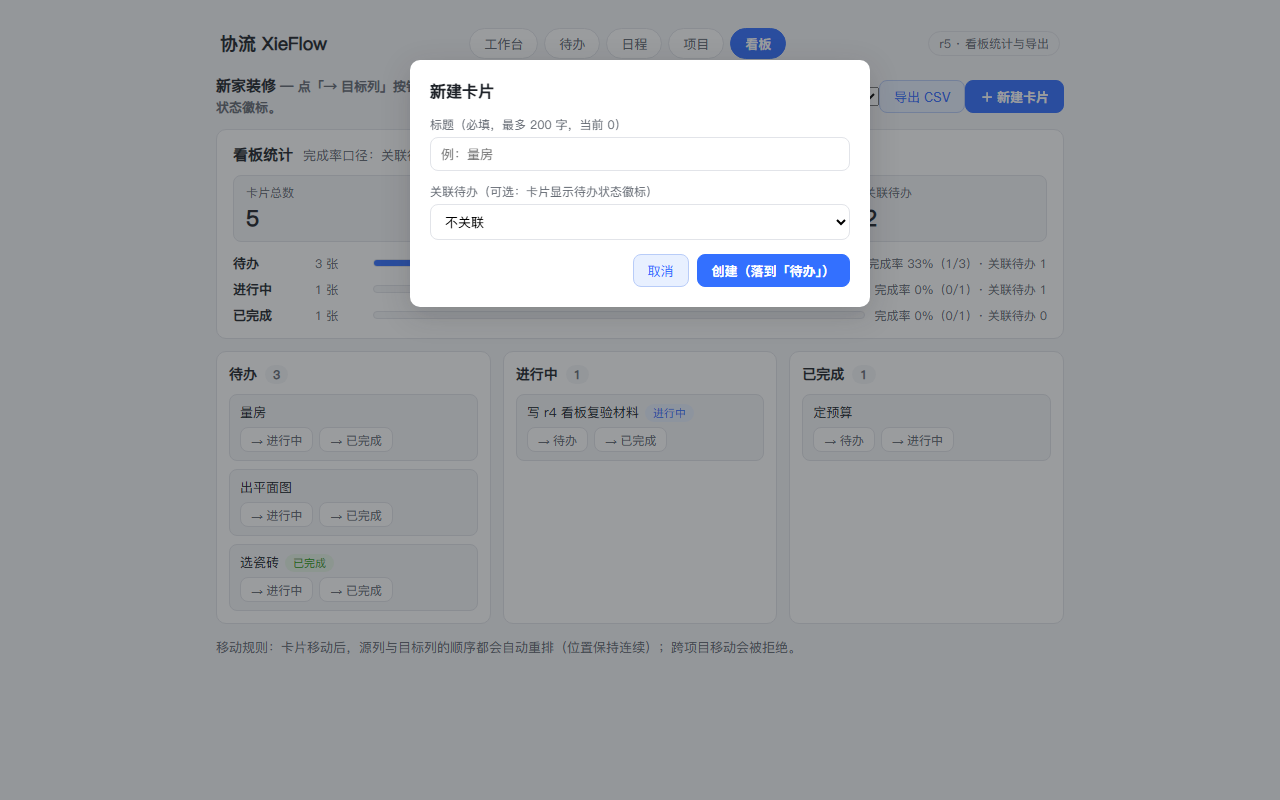 协流 XieFlow
工作台
待办
日程
项目
看板
r5 · 看板统计与导出
新家装修 — 点「→ 目标列」按
状态徽标。
导出 CSV
＋ 新建卡片
新建卡片
标题（必填，最多 200 字，当前 0）
例：量房
关联待办（可选：卡片显示待办状态徽标）
不关联
取消
创建（落到「待办」）
看板统计 完成率口径：关联
卡片总数
5
关联待办
2
待办 3 张 完成率 33%（1/3）· 关联待办 1
进行中 1 张 完成率 0%（0/1）· 关联待办 1
已完成 1 张 完成率 0%（0/1）· 关联待办 0
待办 3
量房
→ 进行中 → 已完成
出平面图
→ 进行中 → 已完成
选瓷砖 已完成
→ 进行中 → 已完成
进行中 1
写 r4 看板复验材料 进行中
→ 待办 → 已完成
已完成 1
定预算
→ 待办 → 进行中
移动规则：卡片移动后，源列与目标列的顺序都会自动重排（位置保持连续）；跨项目移动会被拒绝。